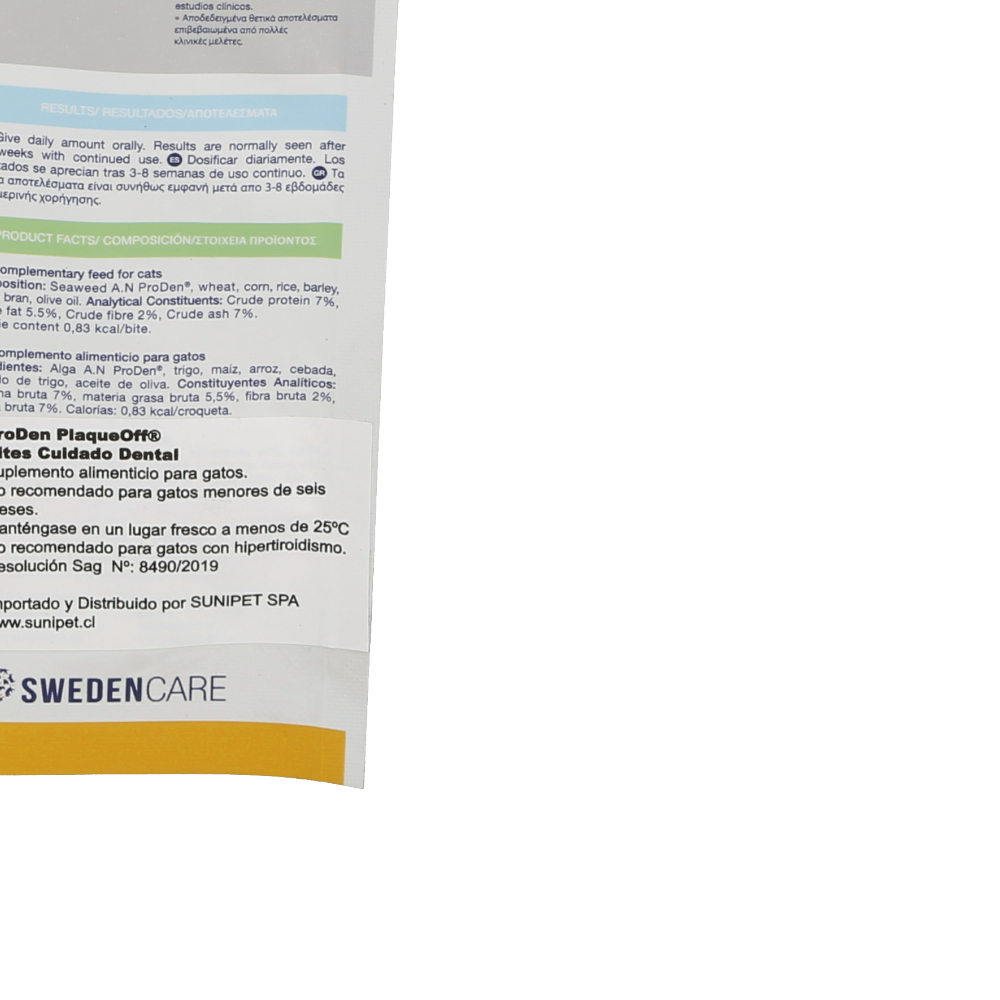 estudios clínicos.
» Αποδεδειγμένα θετικά αποτελέσματα
επιβεβαιωμένα από πολλές
κλινικές μελέτες.
RESULTS/ RESULTADOS/ΑΠΟΤΕΛΕΣΜΑΤΑ
Give daily amount orally. Results are normally seen after
weeks with continued use. ES Dosificar diariamente. Los
tados se aprecian tras 3-8 semanas de uso continuo. GR Τα
α αποτελέσματα είναι συνήθως εμφανή μετά απο 3-8 εβδομάδες
μερινής χορήγησης.
PRODUCT FACTS/ COMPOSICIÓN/ΣΤΟΙΧΕΙΑ ΠΡΟΪΟΝΤΟΣ
omplementary feed for cats
osition: Seaweed A.N ProDen®, wheat, corn, rice, barley,
bran, olive oil. Analytical Constituents: Crude protein 7%,
fat 5.5%, Crude fibre 2%, Crude ash 7%.
ie content 0,83 kcal/bite.
omplemento alimenticio para gatos
dientes: Alga A.N ProDen®, trigo, maíz, arroz, cebada,
do de trigo, aceite de oliva. Constituyentes Analíticos:
na bruta 7%, materia grasa bruta 5,5%, fibra bruta 2%,
bruta 7%. Calorías: 0,83 kcal/croqueta.
roDen PlaqueOff®
ites Cuidado Dental
uplemento alimenticio para gatos.
o recomendado para gatos menores de seis
eses.
anténgase en un lugar fresco a menos de 25ºC
o recomendado para gatos con hipertiroidismo.
esolución Sag Nº: 8490/2019
mportado y Distribuido por SUNIPET SPA
ww.sunipet.cl
SWEDENCARE